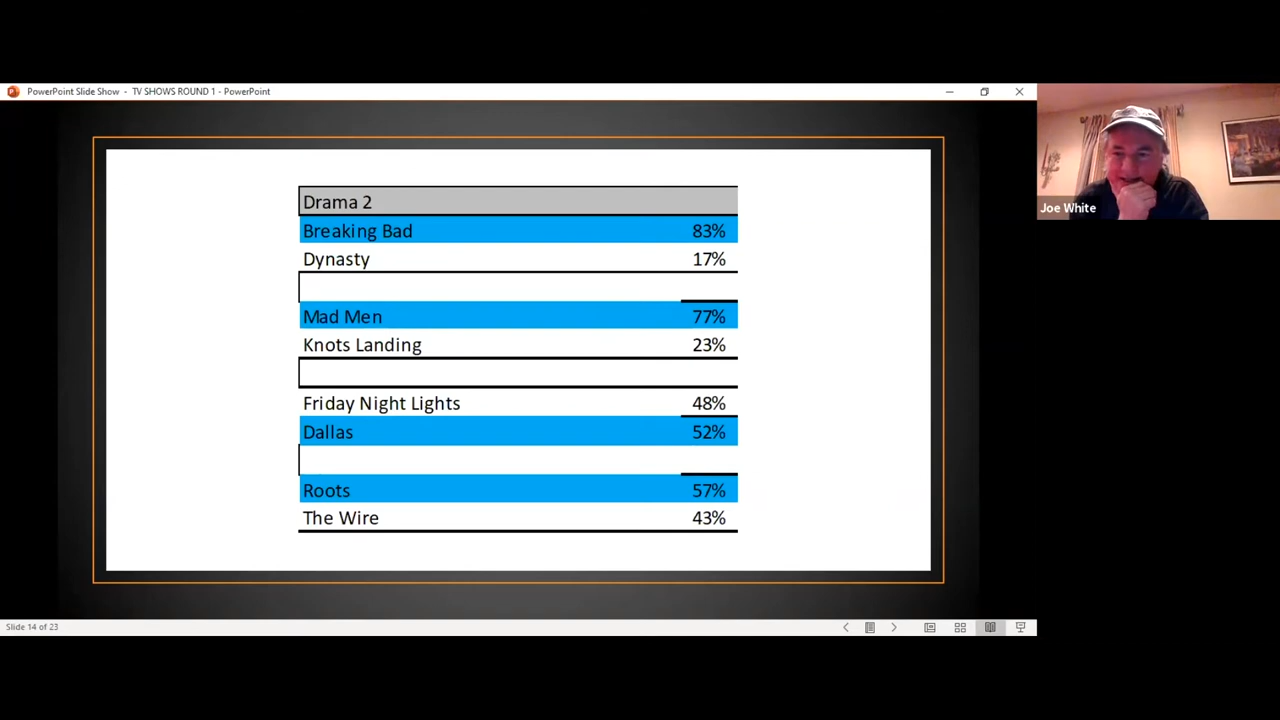 PowerPoint Slide Show - TV SHOWS ROUND 1 - PowerPoint
Joe White
Drama 2
Breaking Bad 83%
Dynasty 17%
Mad Men 77%
Knots Landing 23%
Friday Night Lights 48%
Dallas 52%
Roots 57%
The Wire 43%
Slide 14 of 23